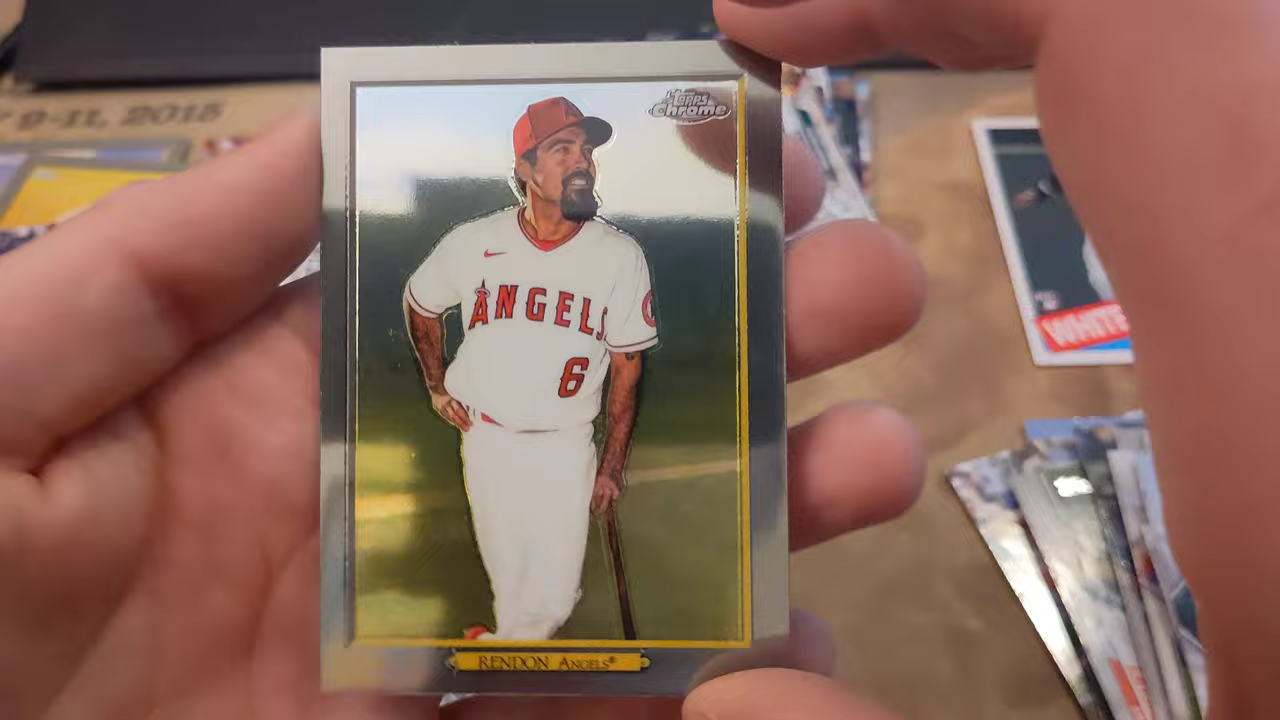 9-11, 2015
Topps
Chrome
ANGELS
6
WHITE
RENDON ANGELS®